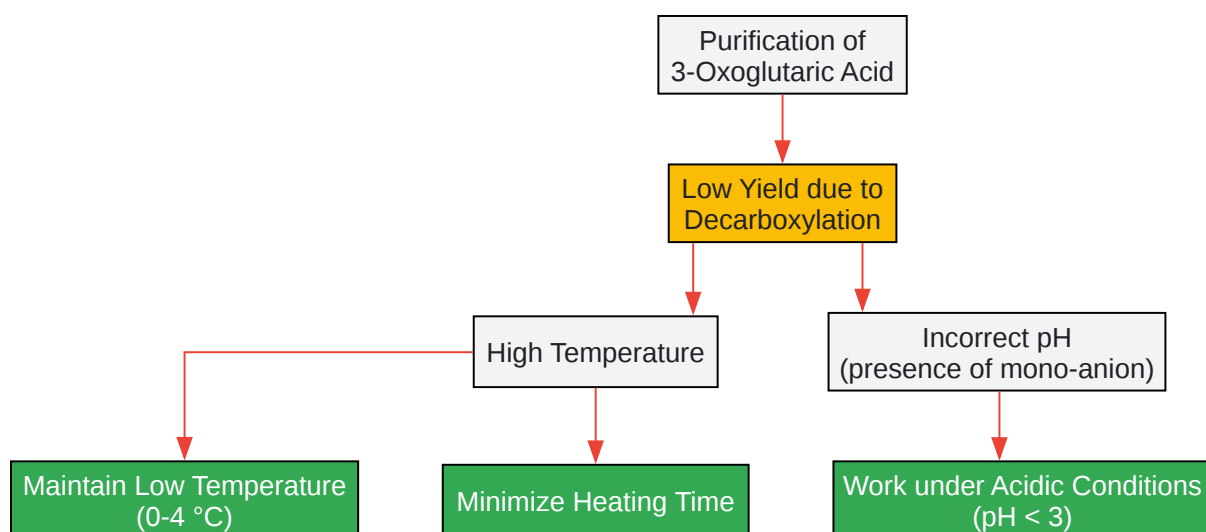 Purification of
3-Oxoglutaric Acid
Low Yield due to
Decarboxylation
High Temperature
Incorrect pH
(presence of mono-anion)
Maintain Low Temperature
(0-4 °C)
Minimize Heating Time
Work under Acidic Conditions
(pH < 3)